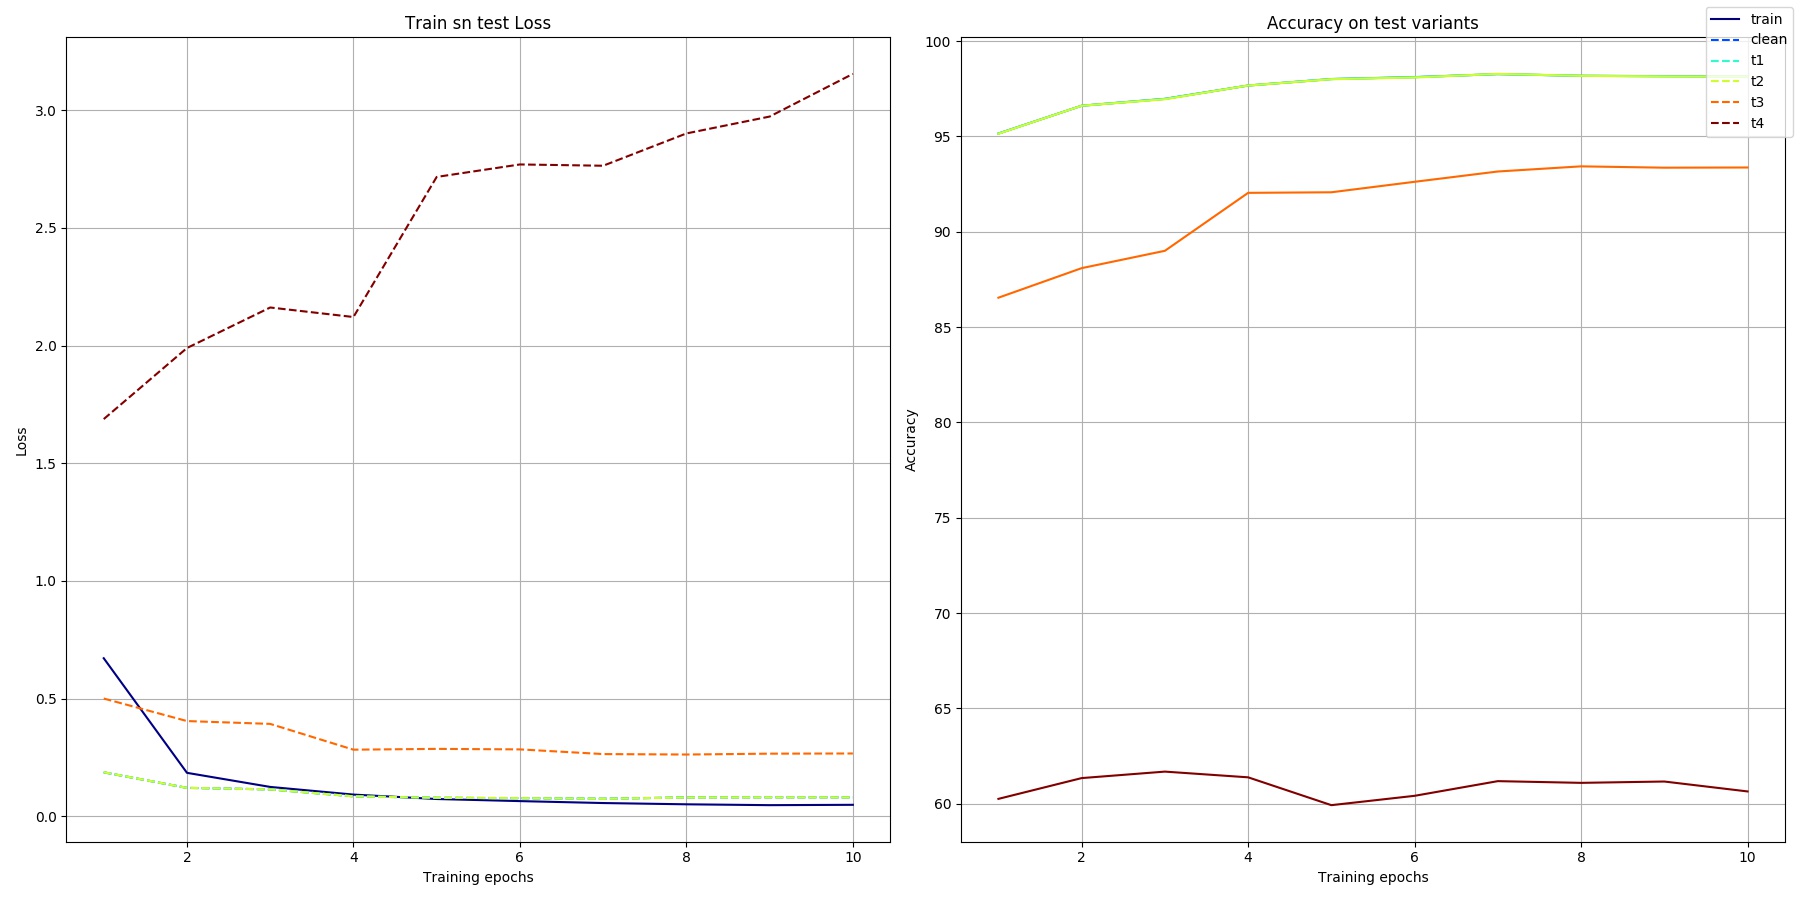 Train sn test Loss
3.0
2.5
2.0
1.5
1.0
0.5
0.0
Loss
2
4
6
8
10
Training epochs
Accuracy on test variants
100
95
90
85
80
75
70
65
60
Accuracy
2
4
6
8
10
Training epochs
train
clean
t1
t2
t3
t4